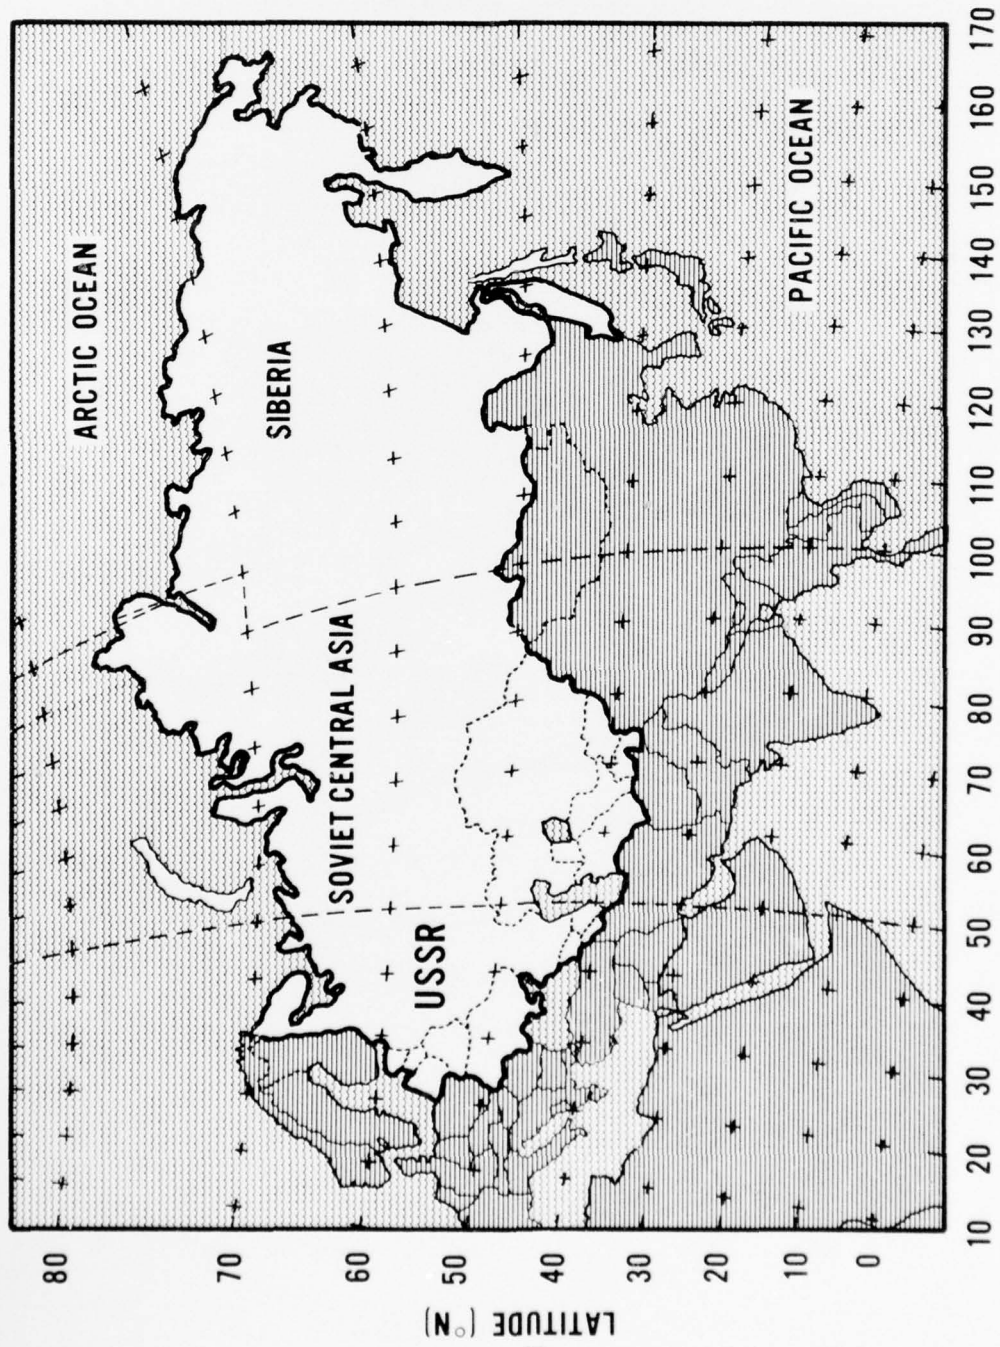 ARCTIC OCEAN
SIBERIA
SOVIET CENTRAL ASIA
USSR
PACIFIC OCEAN
LATITUDE (°N)
80
70
60
50
40
30
20
10
0
10 20 30 40 50 60 70 80 90 100 110 120 130 140 150 160 170